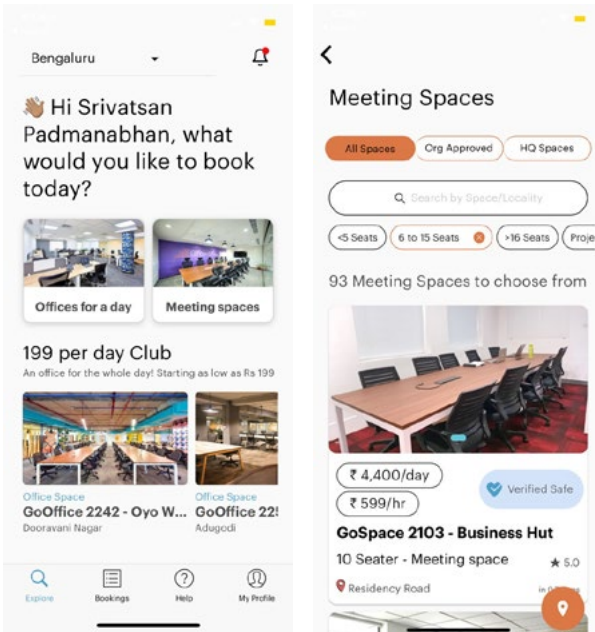 Bengaluru
Hi Srivatsan
Padmanabhan, what
would you like to book
today?
Offices for a day
Meeting spaces
199 per day Club
An office for the whole day! Starting as low as Rs 199
Office Space
GoOffice 2242 - Oyo W...
Dooravani Nagar
Office Space
GoOffice 225
Adugodi
Explore
Bookings
Help
My Profile
Meeting Spaces
All Spaces
Org Approved
HQ Spaces
Search by Space/Locality
<5 Seats
6 to 15 Seats
>16 Seats
Proje
93 Meeting Spaces to choose from
₹ 4,400/day
₹ 599/hr
Verified Safe
GoSpace 2103 - Business Hut
10 Seater - Meeting space
5.0
Residency Road
in